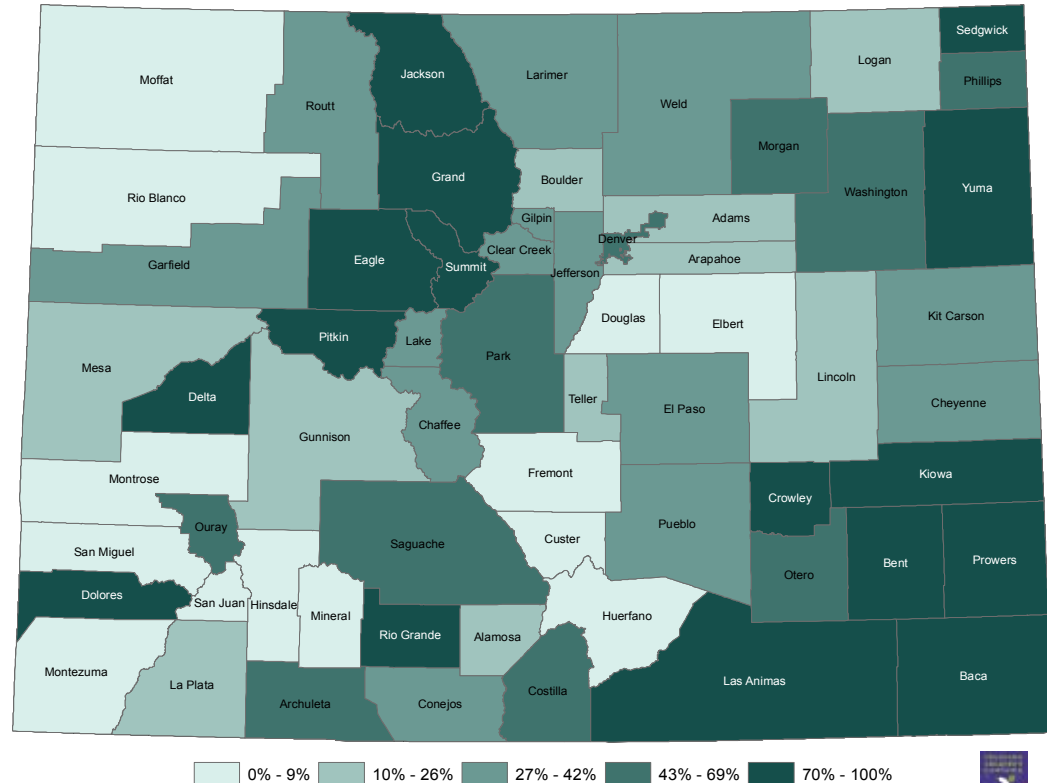 Sedgwick
Logan
Jackson
Larimer
Moffat
Phillips
Routt
Weld
Morgan
Grand
Boulder
Washington
Yuma
Rio Blanco
Gilpin
Adams
Denver
Clear Creek
Eagle
Arapahoe
Garfield
Summit
Jefferson
Kit Carson
Douglas
Elbert
Pitkin
Lake
Park
Mesa
Lincoln
Delta
Teller
Cheyenne
El Paso
Chaffee
Gunnison
Fremont
Kiowa
Montrose
Crowley
Ouray
Pueblo
Custer
Saguache
San Miguel
Bent
Prowers
Otero
Dolores
San Juan
Hinsdale
Mineral
Huerfano
Rio Grande
Alamosa
Montezuma
Las Animas
Baca
La Plata
Costilla
Archuleta
Conejos
0% - 9%
10% - 26%
27% - 42%
43% - 69%
70% - 100%